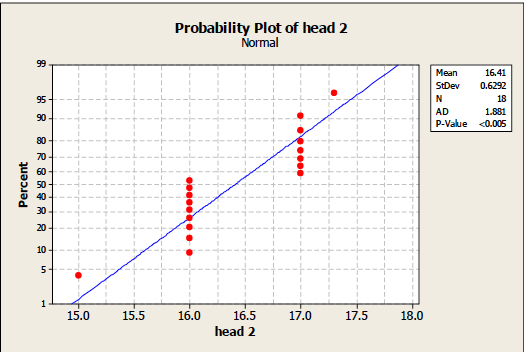 Probability Plot of head 2
Normal
99
95
90
80
70
60
50
40
30
20
10
5
1
Percent
15.0 15.5 16.0 16.5 17.0 17.5 18.0
head 2
Mean 16.41
StDev 0.6292
N 18
AD 1.881
P-Value <0.005